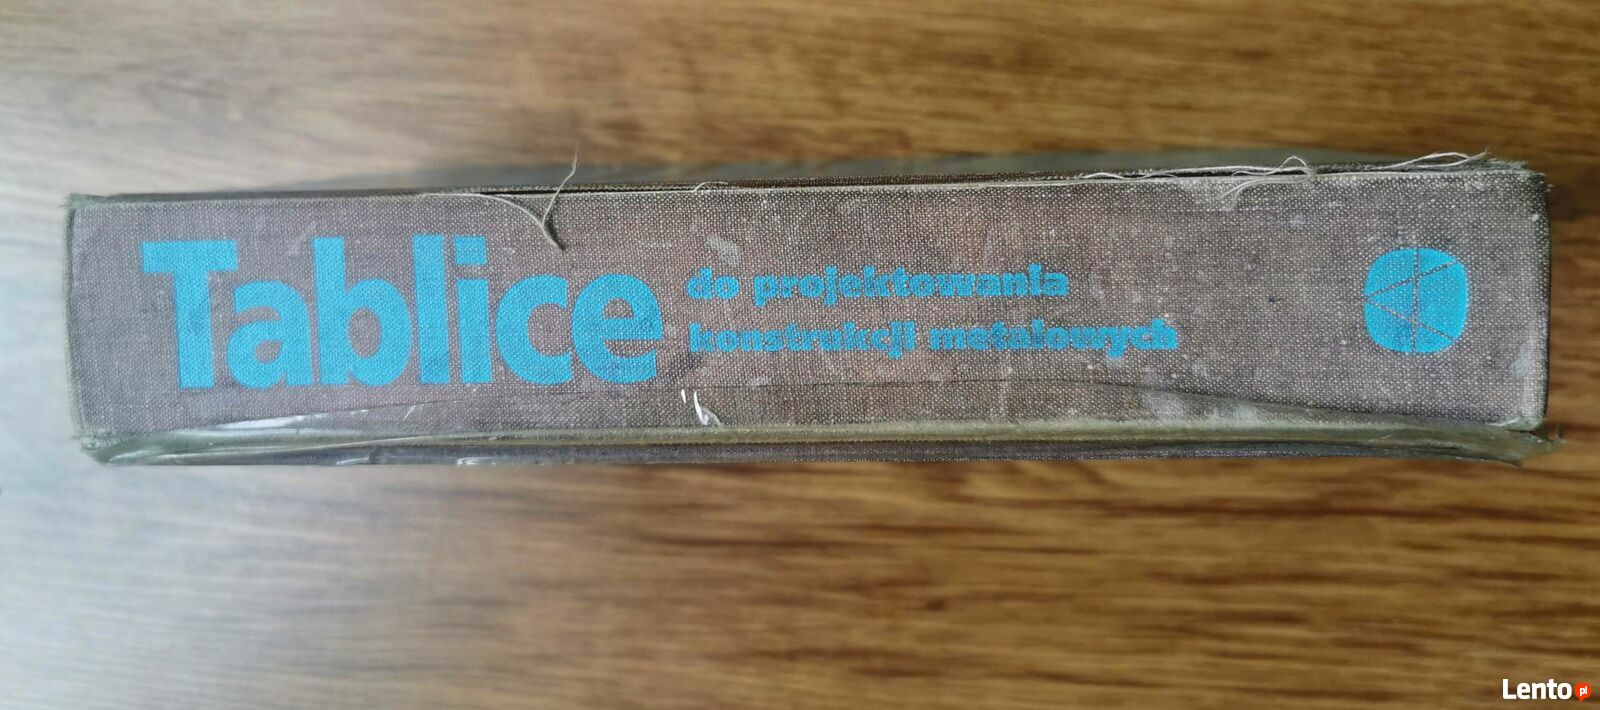 Tablice
do projektowania
konstrukcji metalowych
Lento.pl